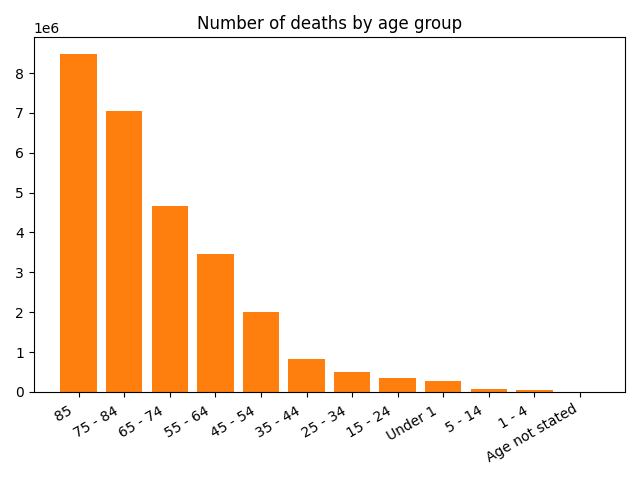 Number of deaths by age group
1e6
8
7
6
5
4
3
2
1
0
85
75 - 84
65 - 74
55 - 64
45 - 54
35 - 44
25 - 34
15 - 24
Under 1
5 - 14
1 - 4
Age not stated